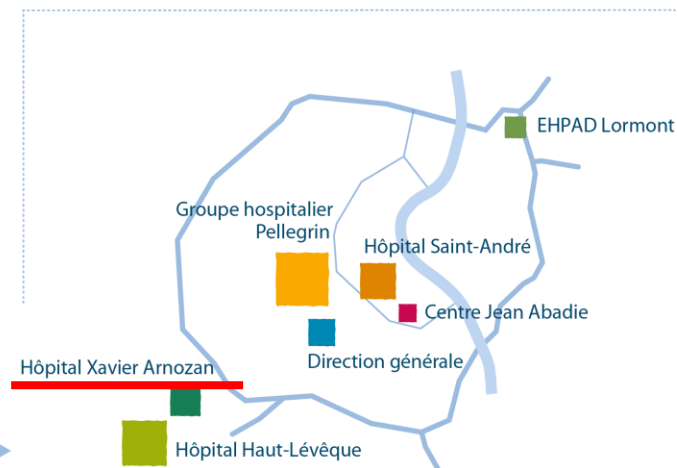 EHPAD Lormont
Groupe hospitalier
Pellegrin
Hôpital Saint-André
Centre Jean Abadie
Direction générale
Hôpital Xavier Arnozan
Hôpital Haut-Lévêque